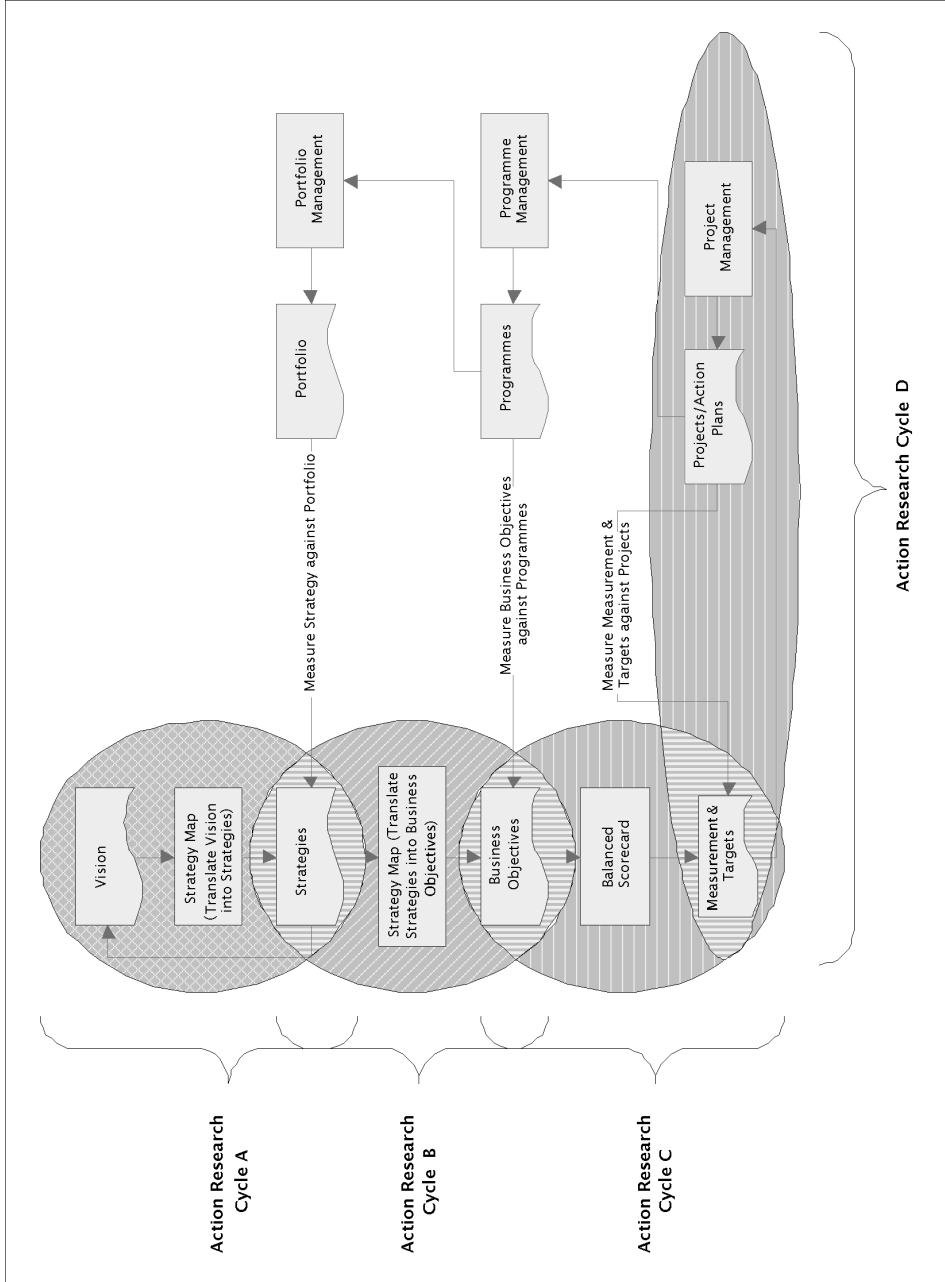 Action Research
Cycle A
Action Research
Cycle B
Action Research
Cycle C
Vision
Strategy Map
(Translate Vision
into Strategies)
Strategies
Strategy Map (Translate
Strategies into Business
Objectives)
Business
Objectives
Balanced
Scorecard
Measurement &
Targets
Measure Strategy against Portfolio
Measure Business Objectives
against Programmes
Measure Measurement &
Targets against Projects
Portfolio
Programmes
Projects/Action
Plans
Portfolio
Management
Programme
Management
Project
Management
Action Research Cycle D